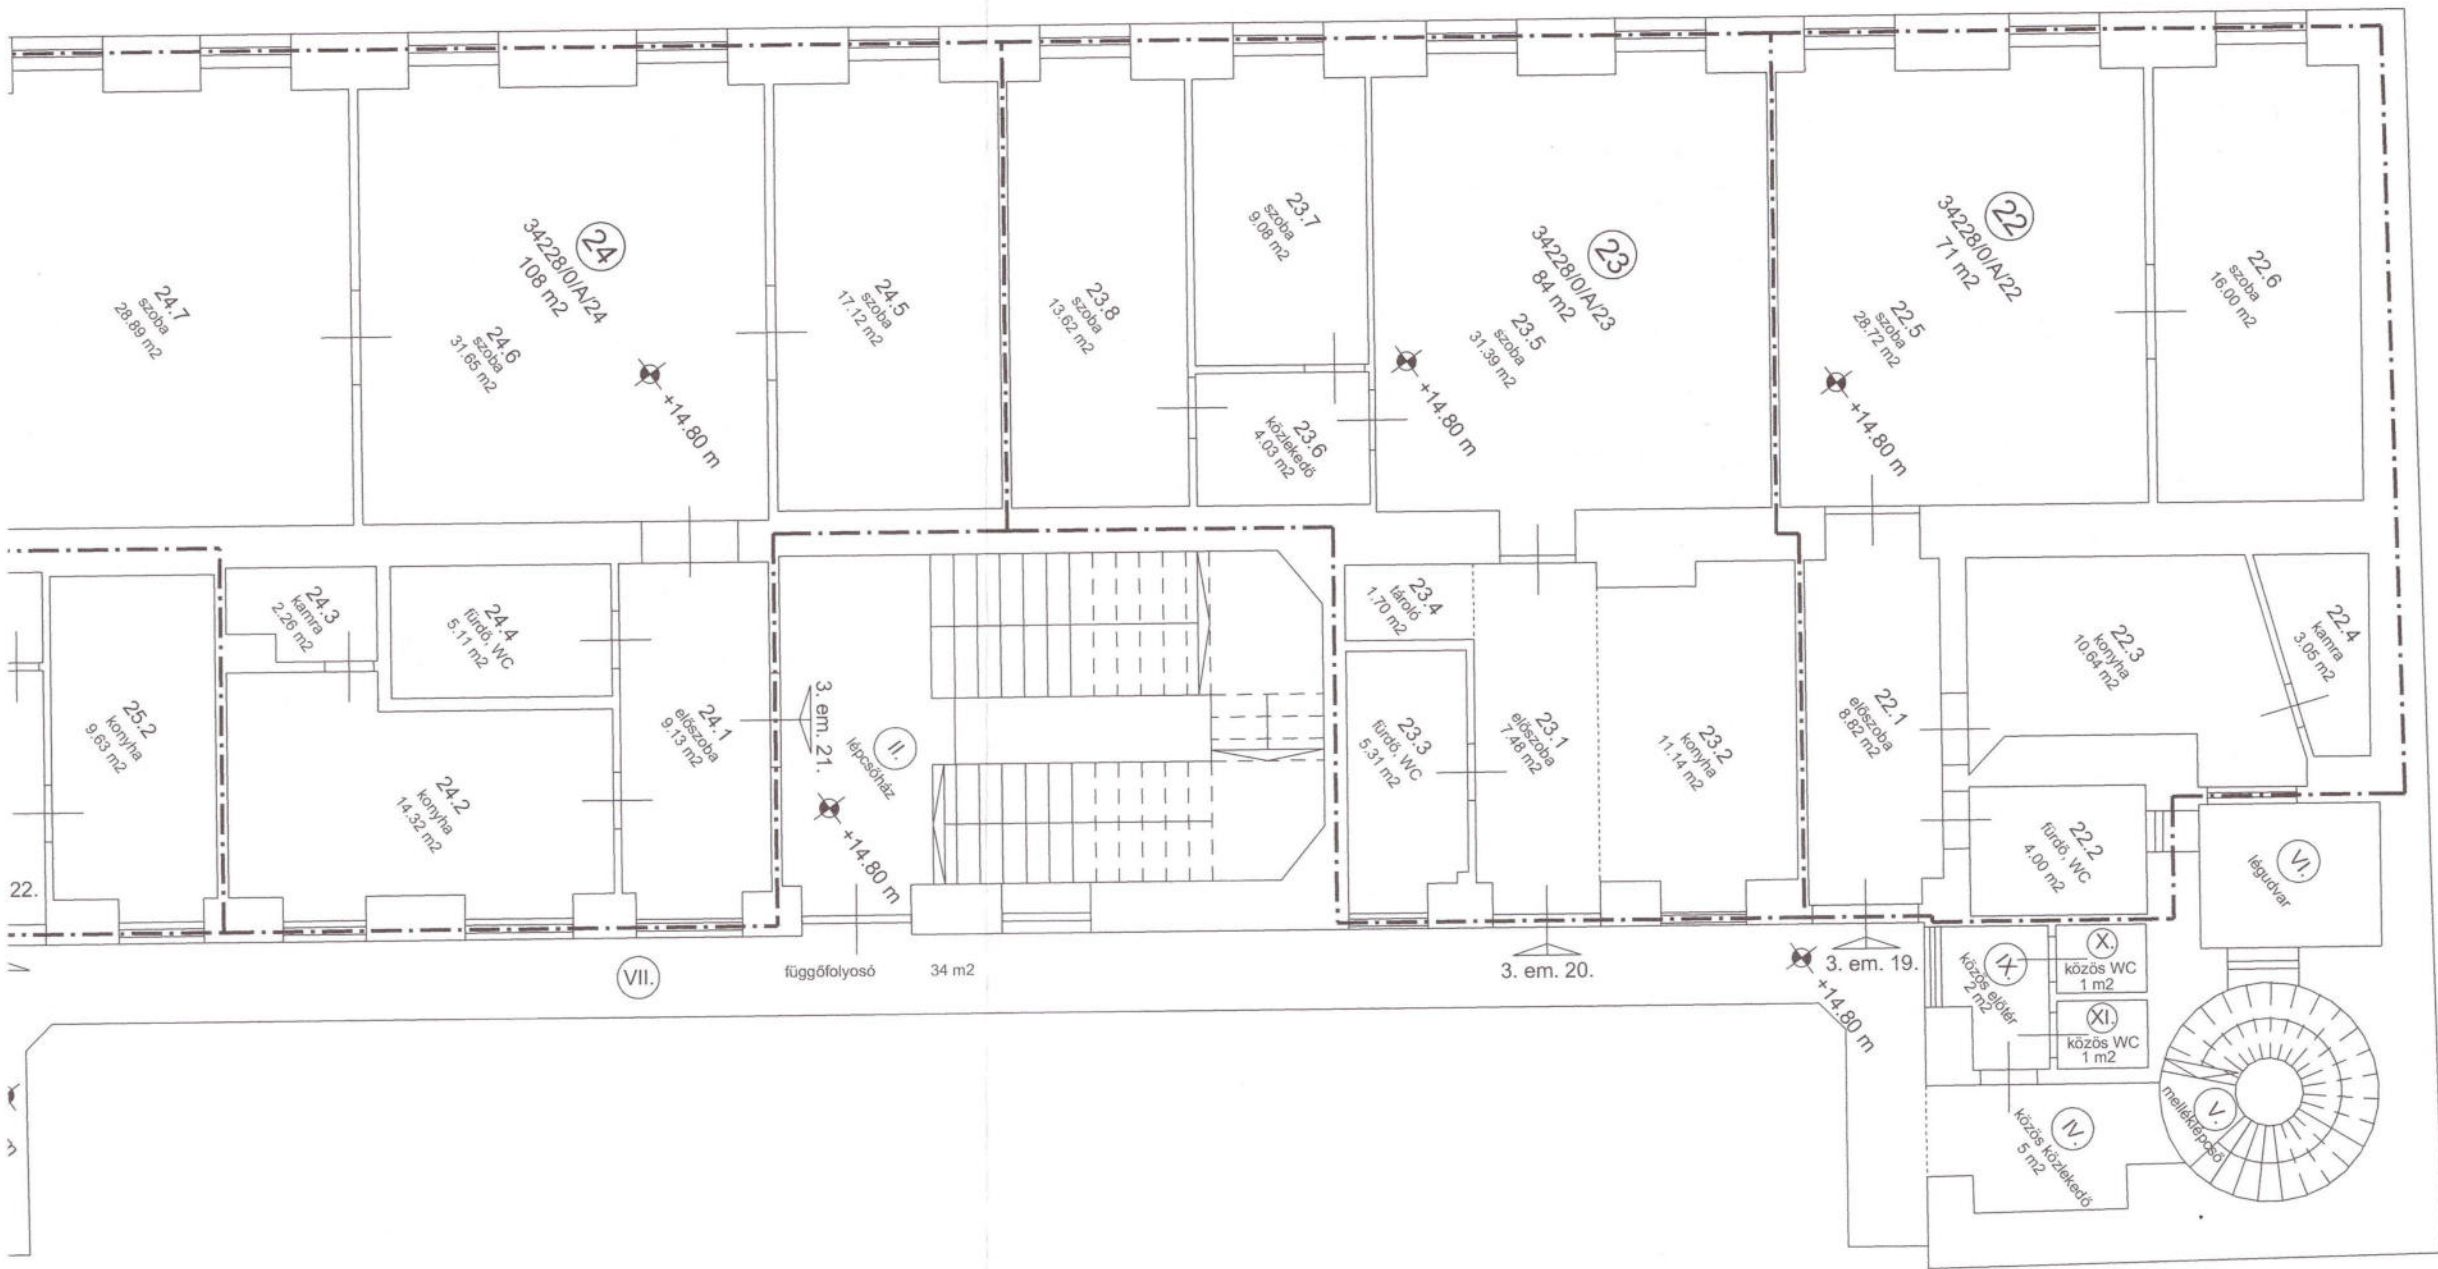 24.7
szoba
28.89 m2
24
34228/0/A/24
108 m2
24.6
szoba
31.65 m2
+14.80 m
24.5
szoba
17.12 m2
23.8
szoba
13.62 m2
23.7
szoba
9.08 m2
23.6
közlekedő
4.03 m2
23
34228/0/A/23
84 m2
23.5
szoba
31.39 m2
+14.80 m
22
34228/0/A/22
71 m2
22.5
szoba
28.72 m2
+14.80 m
22.6
szoba
16.00 m2
25.2
konyha
9.63 m2
22.
24.3
kamra
2.26 m2
24.4
fürdő, WC
5.11 m2
24.2
konyha
14.32 m2
24.1
előszoba
9.13 m2
3. em. 21.
II.
lépcsőház
+14.80 m
23.4
tároló
1.70 m2
23.3
fürdő, WC
5.31 m2
23.1
előszoba
7.48 m2
23.2
konyha
11.14 m2
22.1
előszoba
8.82 m2
22.3
konyha
10.64 m2
22.4
kamra
3.05 m2
22.2
fürdő, WC
4.00 m2
VI.
légudvar
VII.
függőfolyosó 34 m2
3. em. 20.
3. em. 19.
+14.80 m
IX.
közös előtér
2 m2
X.
közös WC
1 m2
XI.
közös WC
1 m2
IV.
közös közlekedő
5 m2
V.
melléklépcső